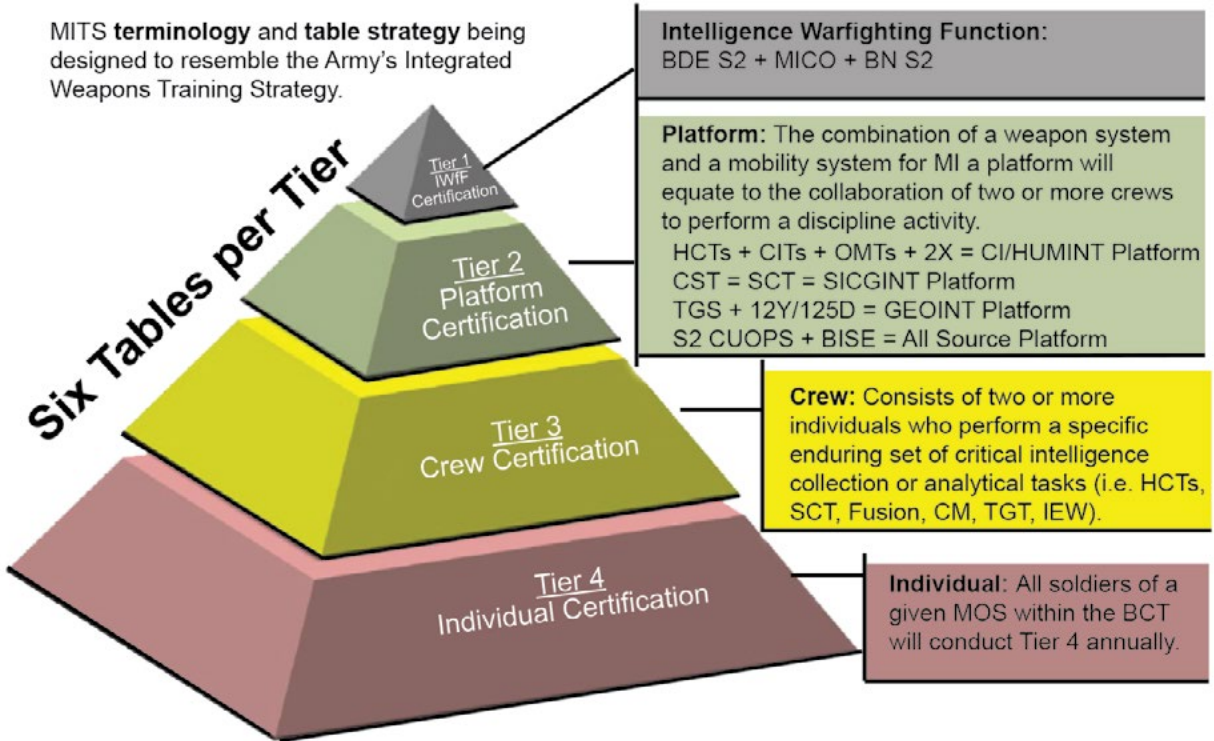 MITS terminology and table strategy being
designed to resemble the Army's Integrated
Weapons Training Strategy.
Six Tables per Tier
Tier 1
IWfF
Certification
Tier 2
Platform
Certification
Tier 3
Crew Certification
Tier 4
Individual Certification
Intelligence Warfighting Function:
BDE S2 + MICO + BN S2
Platform: The combination of a weapon system
and a mobility system for MI a platform will
equate to the collaboration of two or more crews
to perform a discipline activity.
HCTs + CITs + OMTs + 2X = CI/HUMINT Platform
CST = SCT = SICGINT Platform
TGS + 12Y/125D = GEOINT Platform
S2 CUOPS + BISE = All Source Platform
Crew: Consists of two or more
individuals who perform a specific
enduring set of critical intelligence
collection or analytical tasks (i.e. HCTs,
SCT, Fusion, CM, TGT, IEW).
Individual: All soldiers of a
given MOS within the BCT
will conduct Tier 4 annually.